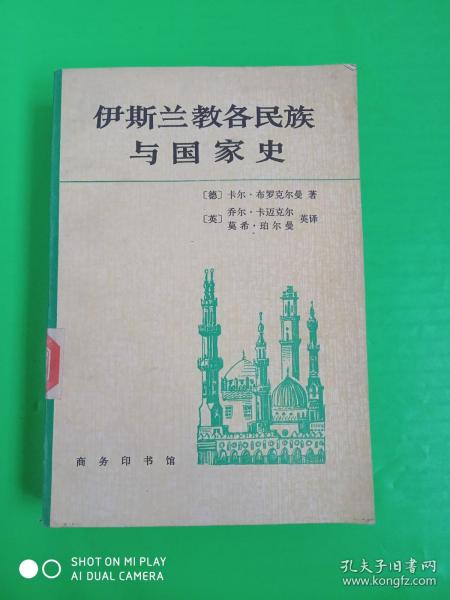 伊斯兰教各民族
与国家史
〔德〕卡尔·布罗克尔曼 著
〔英〕乔尔·卡迈克尔
莫希·珀尔曼 英译
商务印书馆
SHOT ON MI PLAY
AI DUAL CAMERA
孔夫子旧书网
www.kongfz.com